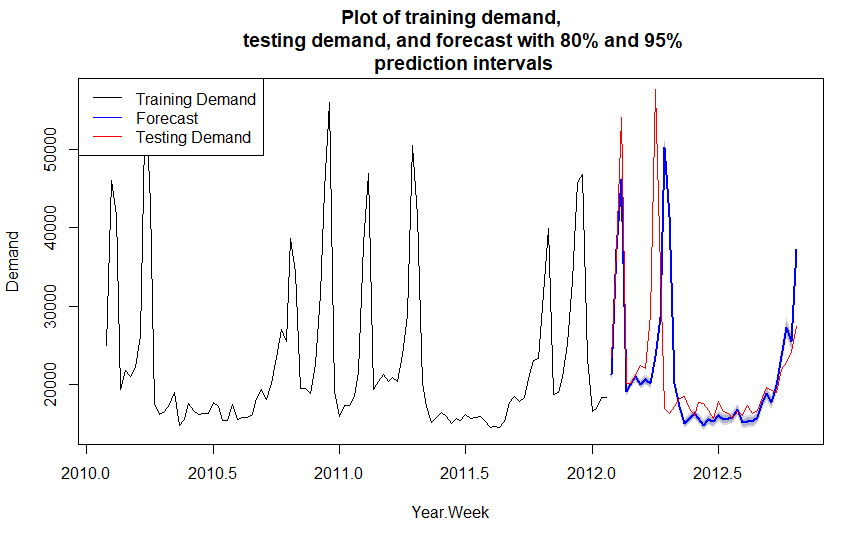 Plot of training demand,
testing demand, and forecast with 80% and 95%
prediction intervals
Training Demand
Forecast
Testing Demand
50000
40000
30000
20000
Demand
2010.0 2010.5 2011.0 2011.5 2012.0 2012.5
Year.Week